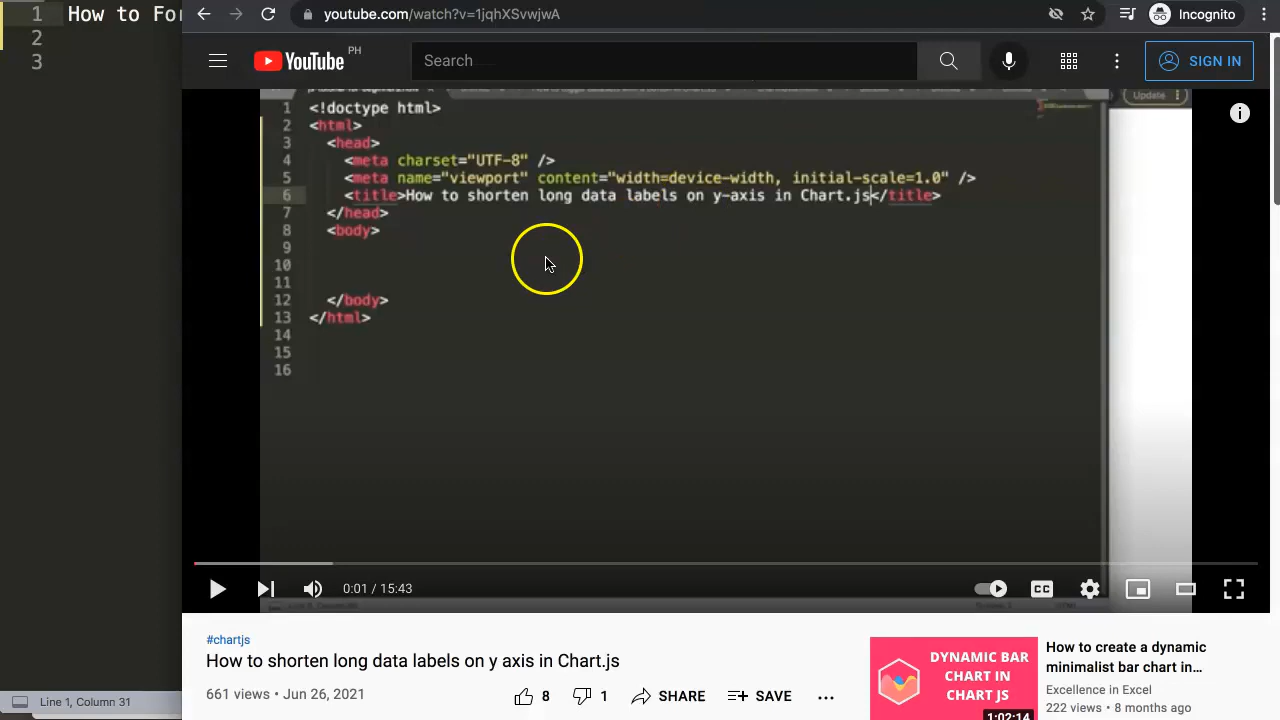 1 How to For
2
3
youtube.com/watch?v=1jqhXSvwjwA
Incognito
YouTube PH
Search
SIGN IN
Update
1 <!doctype html>
2 <html>
3 <head>
4 <meta charset="UTF-8" />
5 <meta name="viewport" content="width=device-width, initial-scale=1.0" />
6 <title>How to shorten long data labels on y-axis in Chart.js</title>
7 </head>
8 <body>
9
10
11
12 </body>
13 </html>
14
15
16
0:01 / 15:43
CC
#chartjs
How to shorten long data labels on y axis in Chart.js
661 views • Jun 26, 2021
8
1
SHARE
SAVE
DYNAMIC BAR
CHART IN
CHART JS
1:02:14
How to create a dynamic
minimalist bar chart in...
Excellence in Excel
222 views • 8 months ago
Line 1, Column 31